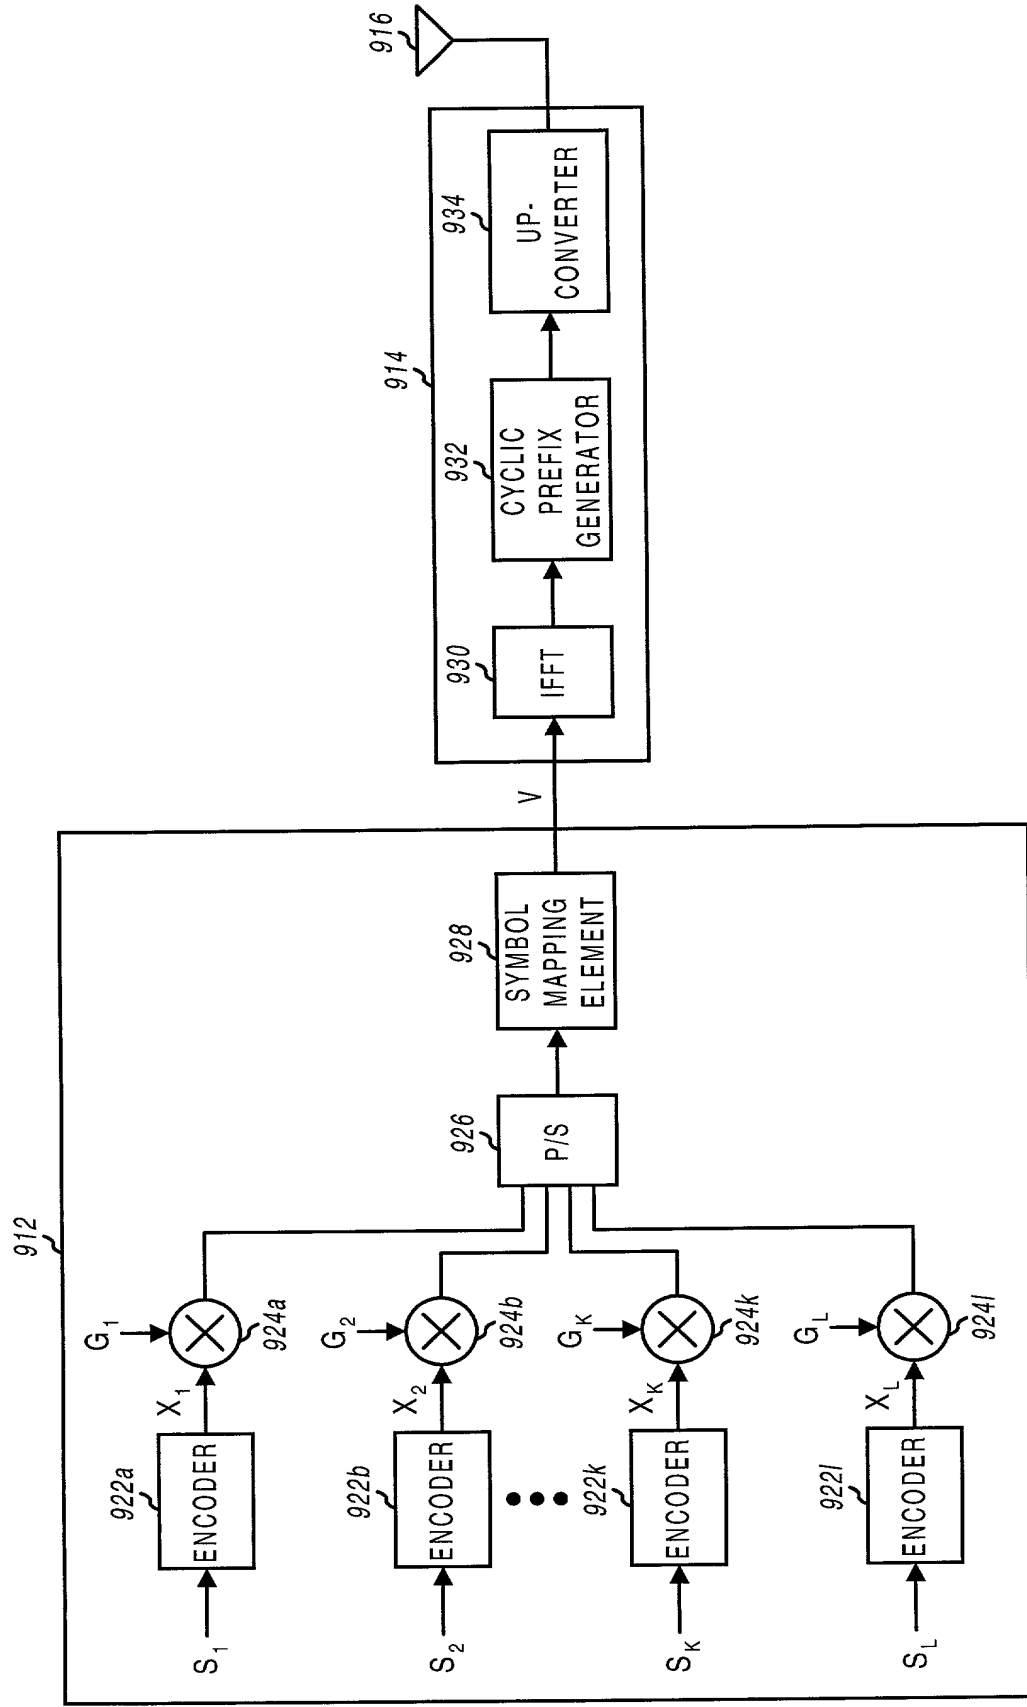 912
S1
922a
ENCODER
X1
G1
924a
S2
922b
ENCODER
X2
G2
924b
SK
922k
ENCODER
XK
GK
924k
SL
922l
ENCODER
XL
GL
924l
926
P/S
928
SYMBOL
MAPPING
ELEMENT
V
914
930
IFFT
932
CYCLIC
PREFIX
GENERATOR
934
UP-
CONVERTER
916